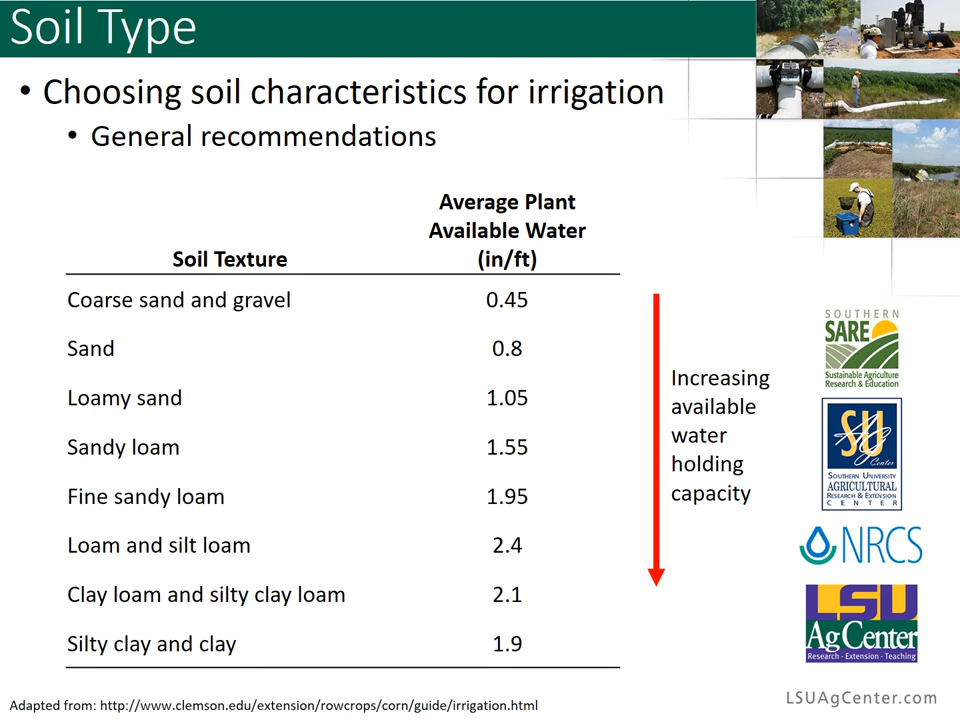 Soil Type
• Choosing soil characteristics for irrigation
• General recommendations
Soil Texture
Average Plant
Available Water
(in/ft)
Coarse sand and gravel 0.45
Sand 0.8
Loamy sand 1.05
Sandy loam 1.55
Fine sandy loam 1.95
Loam and silt loam 2.4
Clay loam and silty clay loam 2.1
Silty clay and clay 1.9
Increasing
available
water
holding
capacity
SOUTHERN
SARE
Sustainable Agriculture
Research & Education
SU
Ag
Center
SOUTHERN UNIVERSITY
AGRICULTURAL
RESEARCH & EXTENSION
CENTER
NRCS
LSU
AgCenter
Research · Extension · Teaching
LSUAgCenter.com
Adapted from: http://www.clemson.edu/extension/rowcrops/corn/guide/irrigation.html